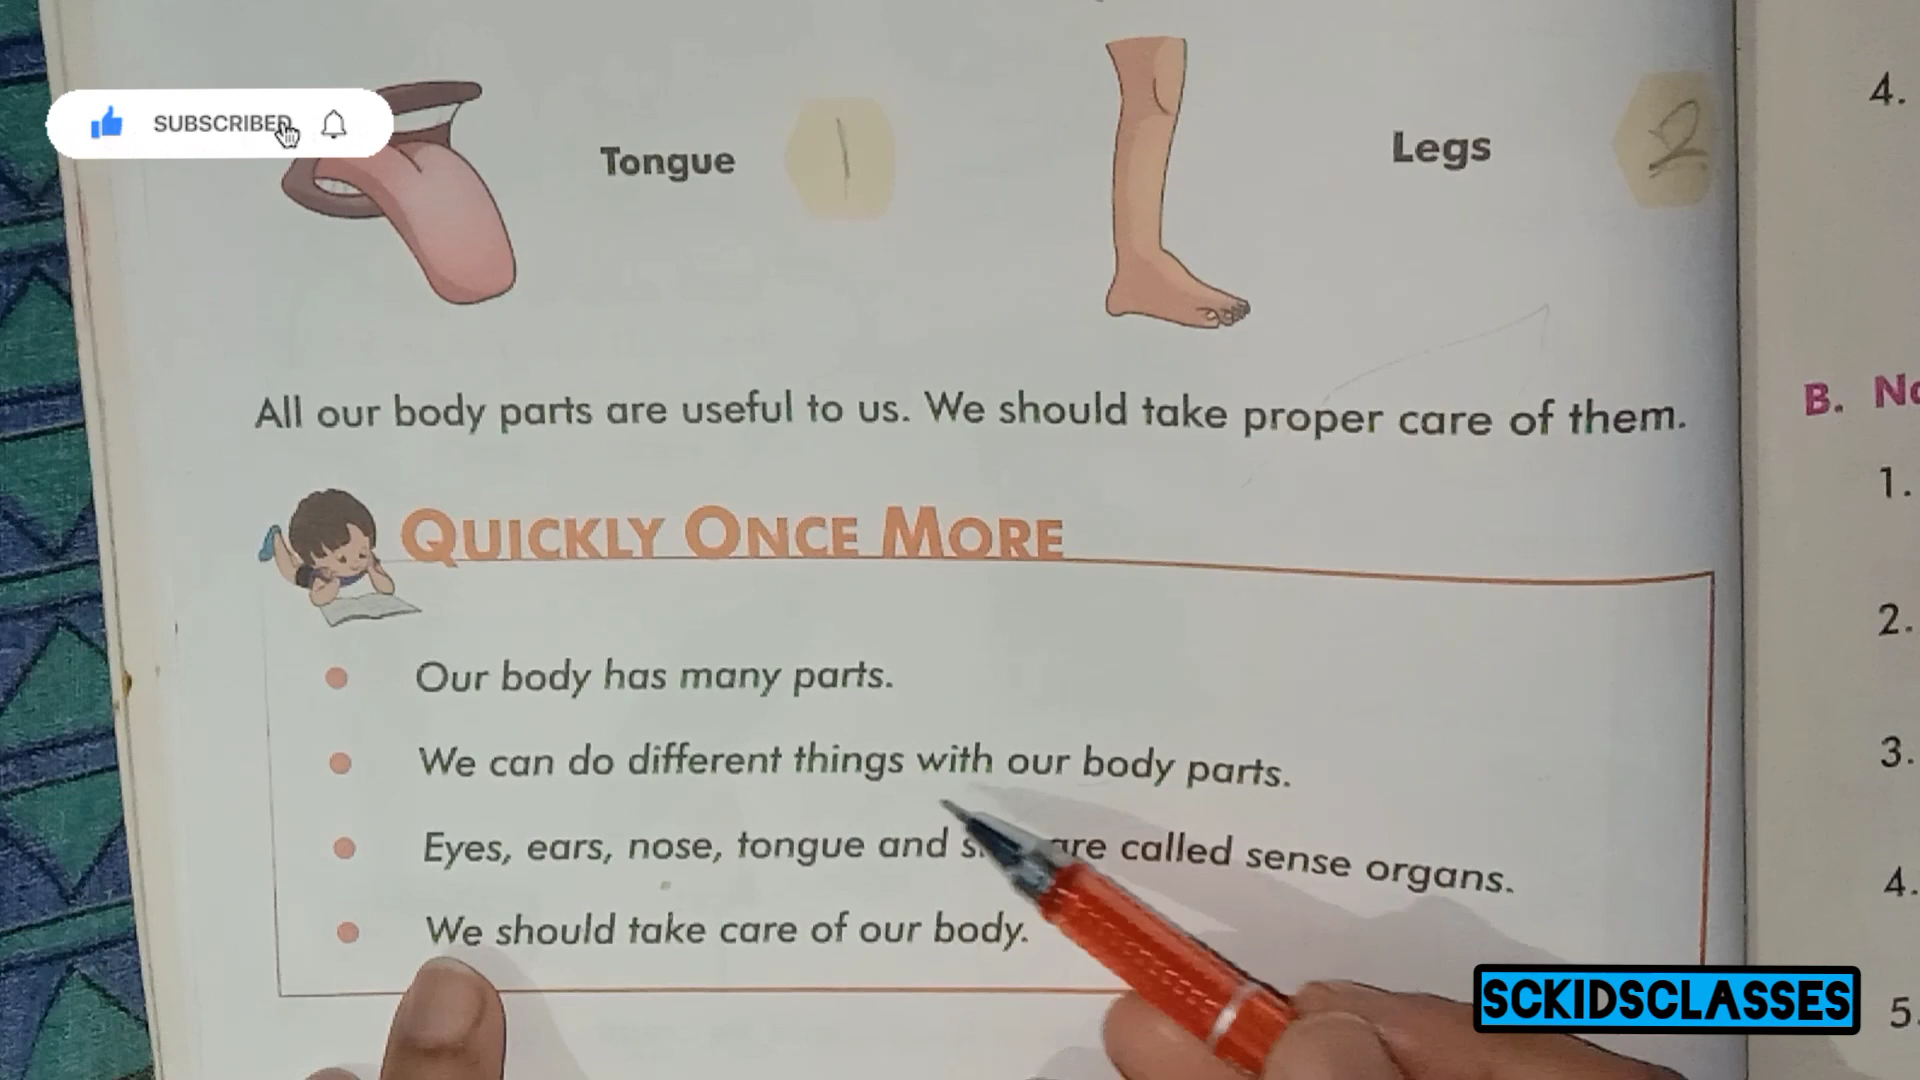 SUBSCRIBED
Tongue 1
Legs 2
All our body parts are useful to us. We should take proper care of them.
QUICKLY ONCE MORE
Our body has many parts.
We can do different things with our body parts.
Eyes, ears, nose, tongue and are called sense organs.
We should take care of our body.
4.
B.
1.
2.
3.
4.
5.
SCKIDSCLASSES